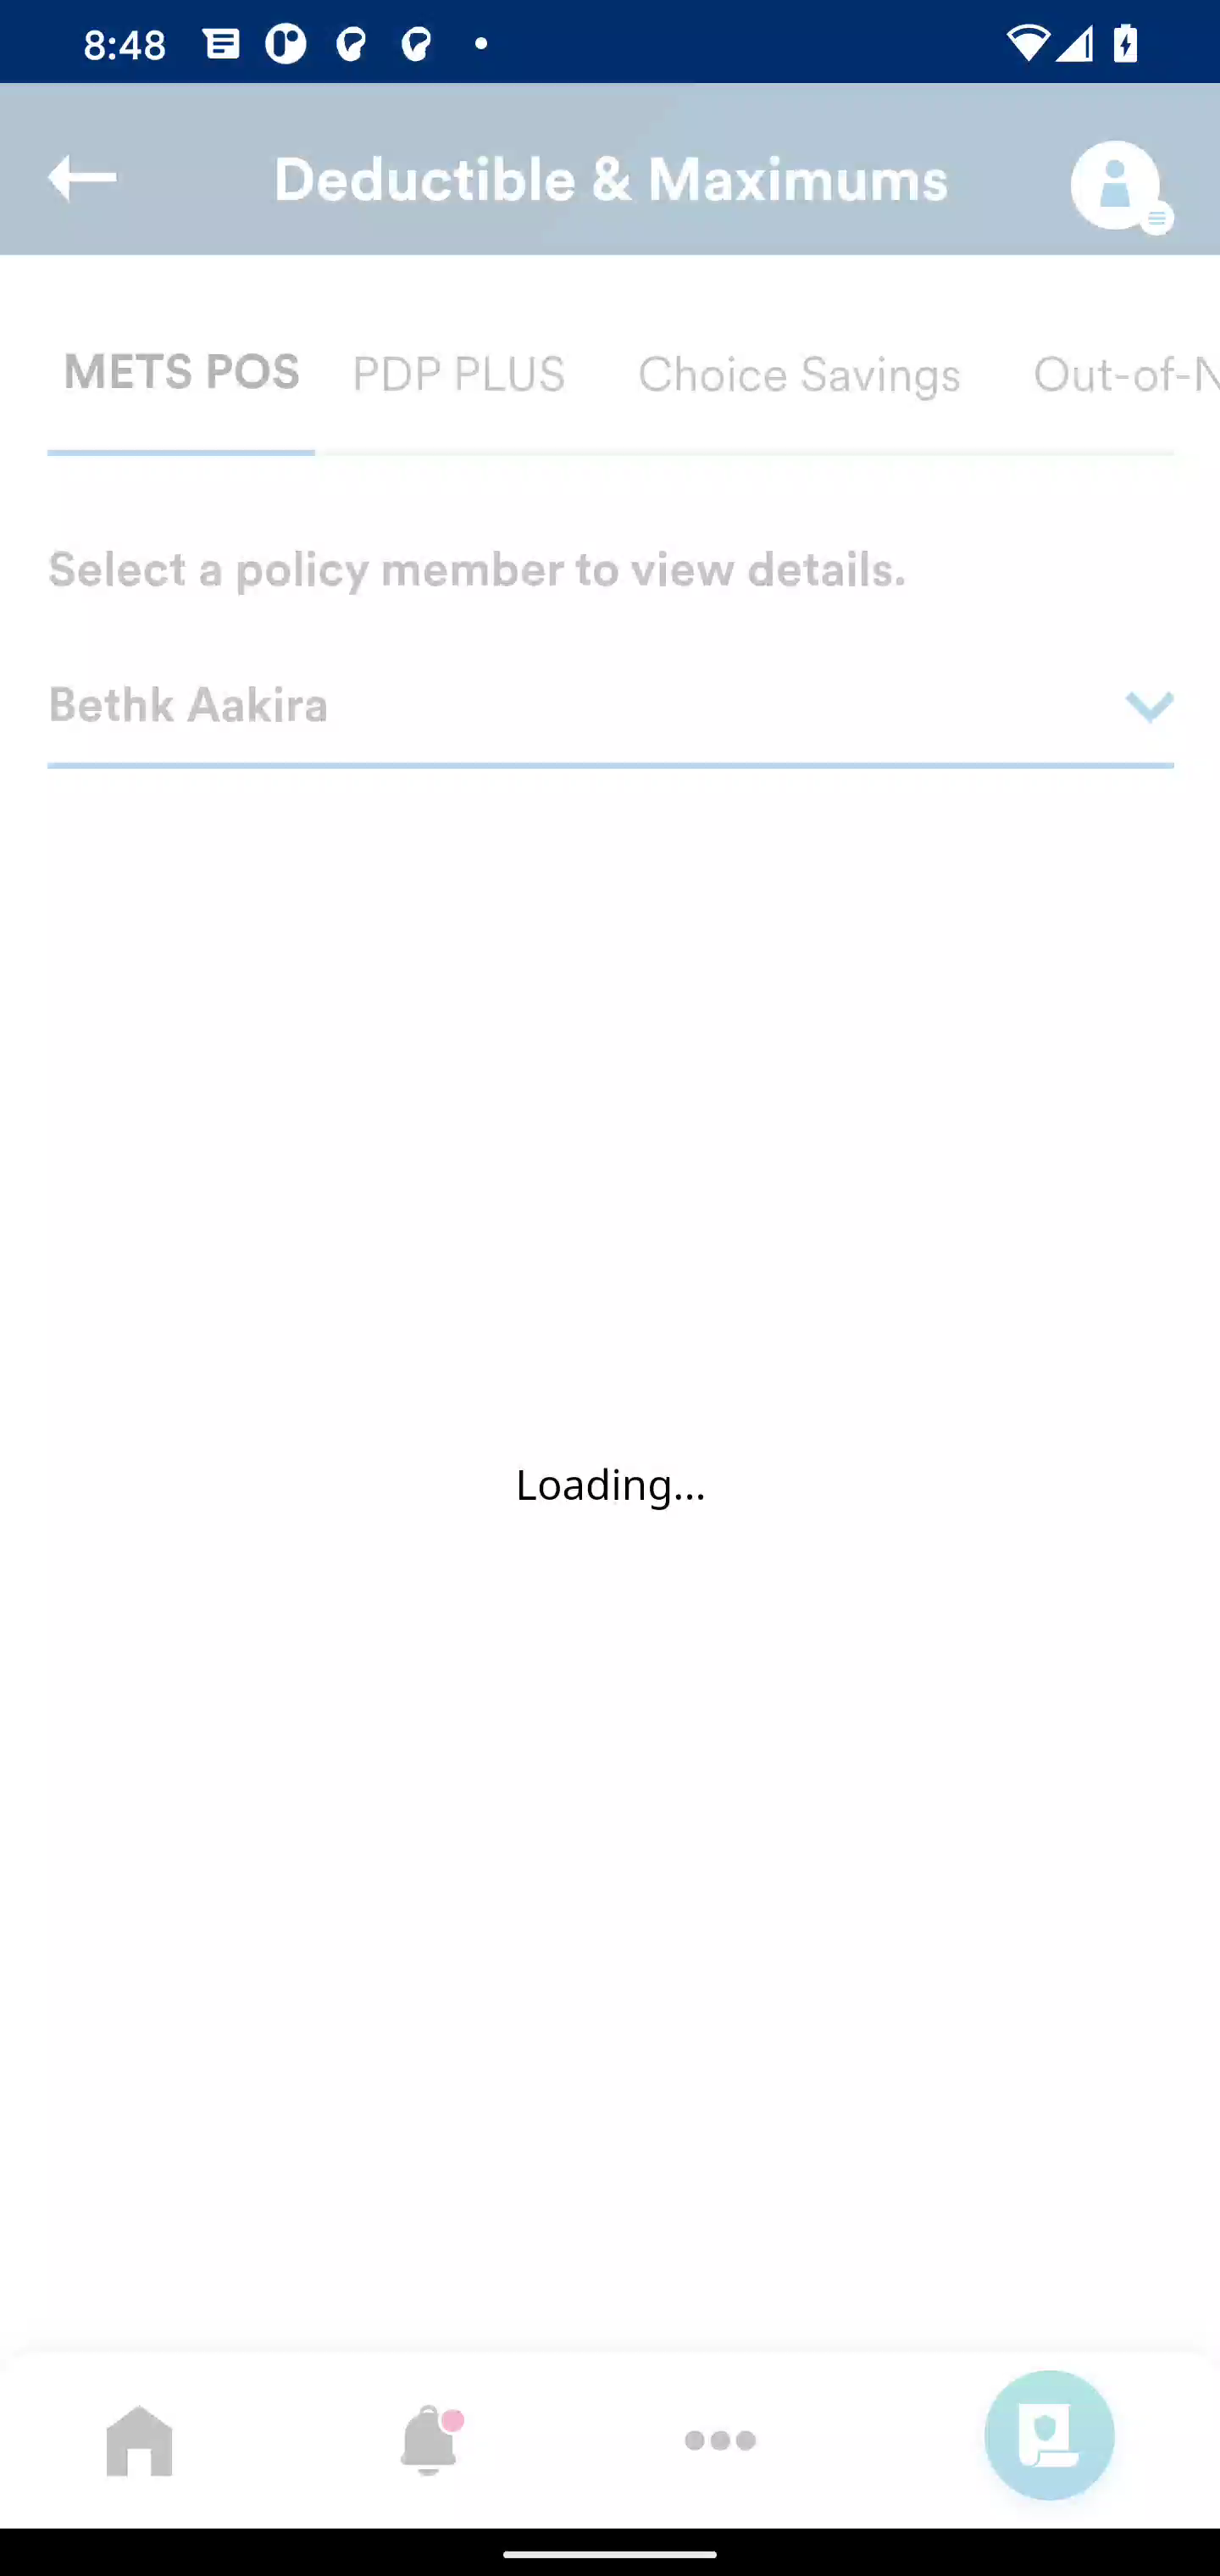 8:48
Deductible & Maximums
METS POS PDP PLUS Choice Savings Out-of-N
Select a policy member to view details.
Bethk Aakira
Loading...